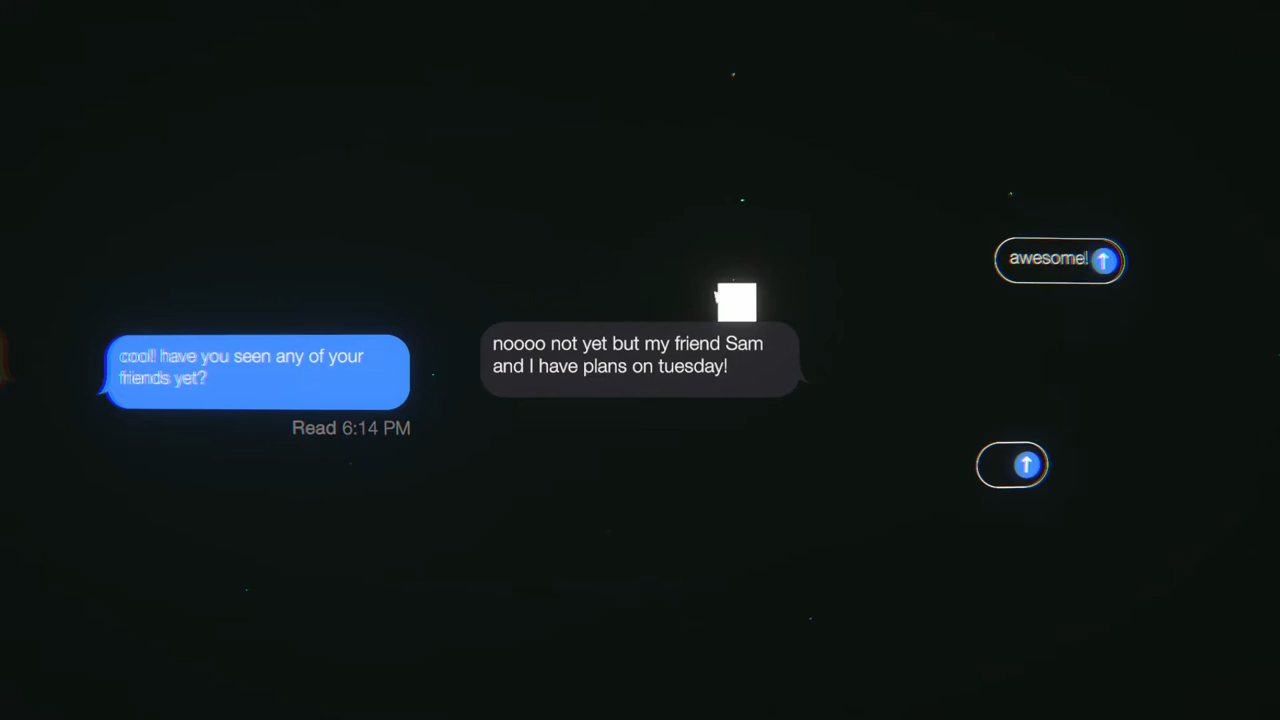 cool! have you seen any of your
friends yet?
Read 6:14 PM
noooo not yet but my friend Sam
and I have plans on tuesday!
awesome!